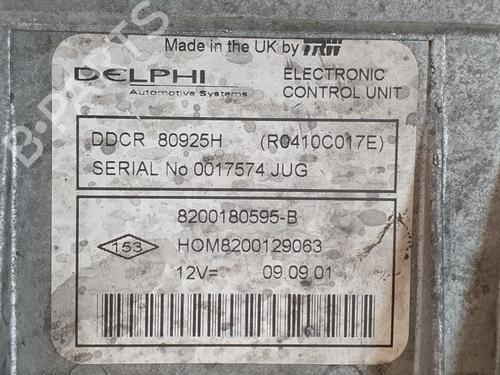 Made in the UK by TRW
DELPHI
Automotive Systems
ELECTRONIC
CONTROL UNIT
DDCR 80925H (R0410C017E)
SERIAL No 0017574 JUG
8200180595-B
153
HOM8200129063
12V= 09 09 01
B-PARTS